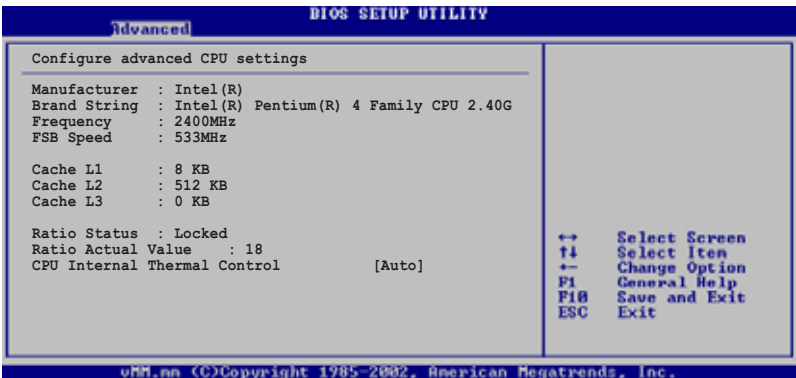 BIOS SETUP UTILITY
Advanced
Configure advanced CPU settings
Manufacturer : Intel(R)
Brand String : Intel(R) Pentium(R) 4 Family CPU 2.40G
Frequency : 2400MHz
FSB Speed : 533MHz
Cache L1 : 8 KB
Cache L2 : 512 KB
Cache L3 : 0 KB
Ratio Status : Locked
Ratio Actual Value : 18
CPU Internal Thermal Control [Auto]
↔ Select Screen
↑↓ Select Item
+- Change Option
F1 General Help
F10 Save and Exit
ESC Exit
vMM.mm (C)Copyright 1985-2002, American Megatrends, Inc.